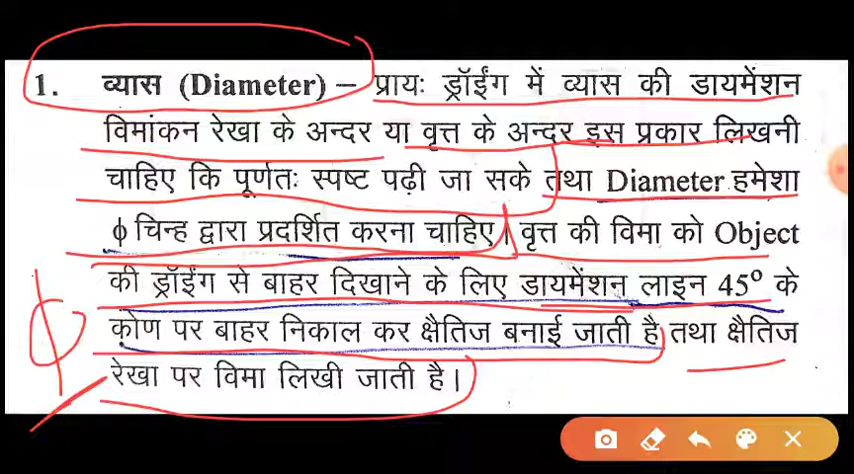 1. व्यास (Diameter) – प्रायः ड्रॉईंग में व्यास की डायमेंशन
विमांकन रेखा के अन्दर या वृत्त के अन्दर इस प्रकार लिखनी
चाहिए कि पूर्णतः स्पष्ट पढ़ी जा सके तथा Diameter हमेशा
ϕ चिन्ह द्वारा प्रदर्शित करना चाहिए। वृत्त की विमा को Object
की ड्रॉईंग से बाहर दिखाने के लिए डायमेंशन लाइन 45° के
कोण पर बाहर निकाल कर क्षैतिज बनाई जाती है तथा क्षैतिज
रेखा पर विमा लिखी जाती है।
ϕ